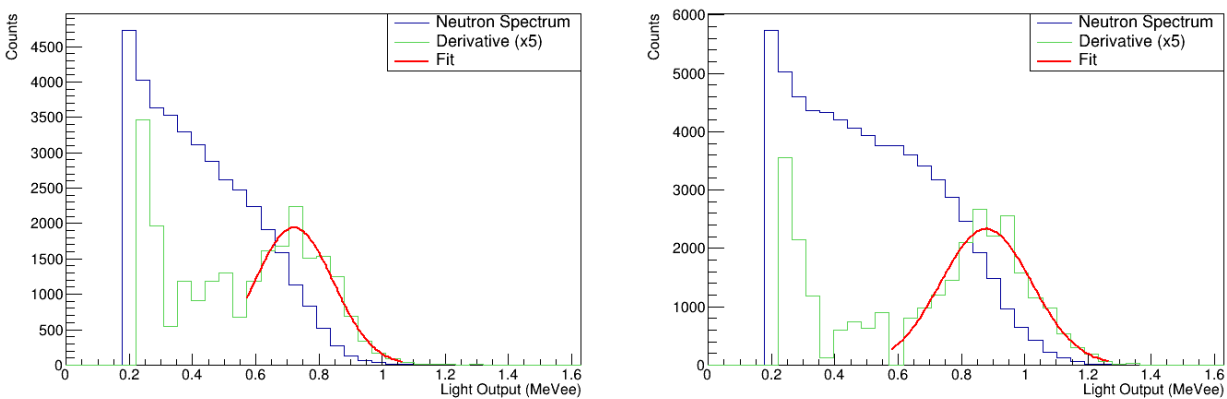 Counts
4500
4000
3500
3000
2500
2000
1500
1000
500
0
0 0.2 0.4 0.6 0.8 1 1.2 1.4 1.6
Light Output (MeVee)
Neutron Spectrum
Derivative (x5)
Fit
Counts
6000
5000
4000
3000
2000
1000
0
0 0.2 0.4 0.6 0.8 1 1.2 1.4 1.6
Light Output (MeVee)
Neutron Spectrum
Derivative (x5)
Fit